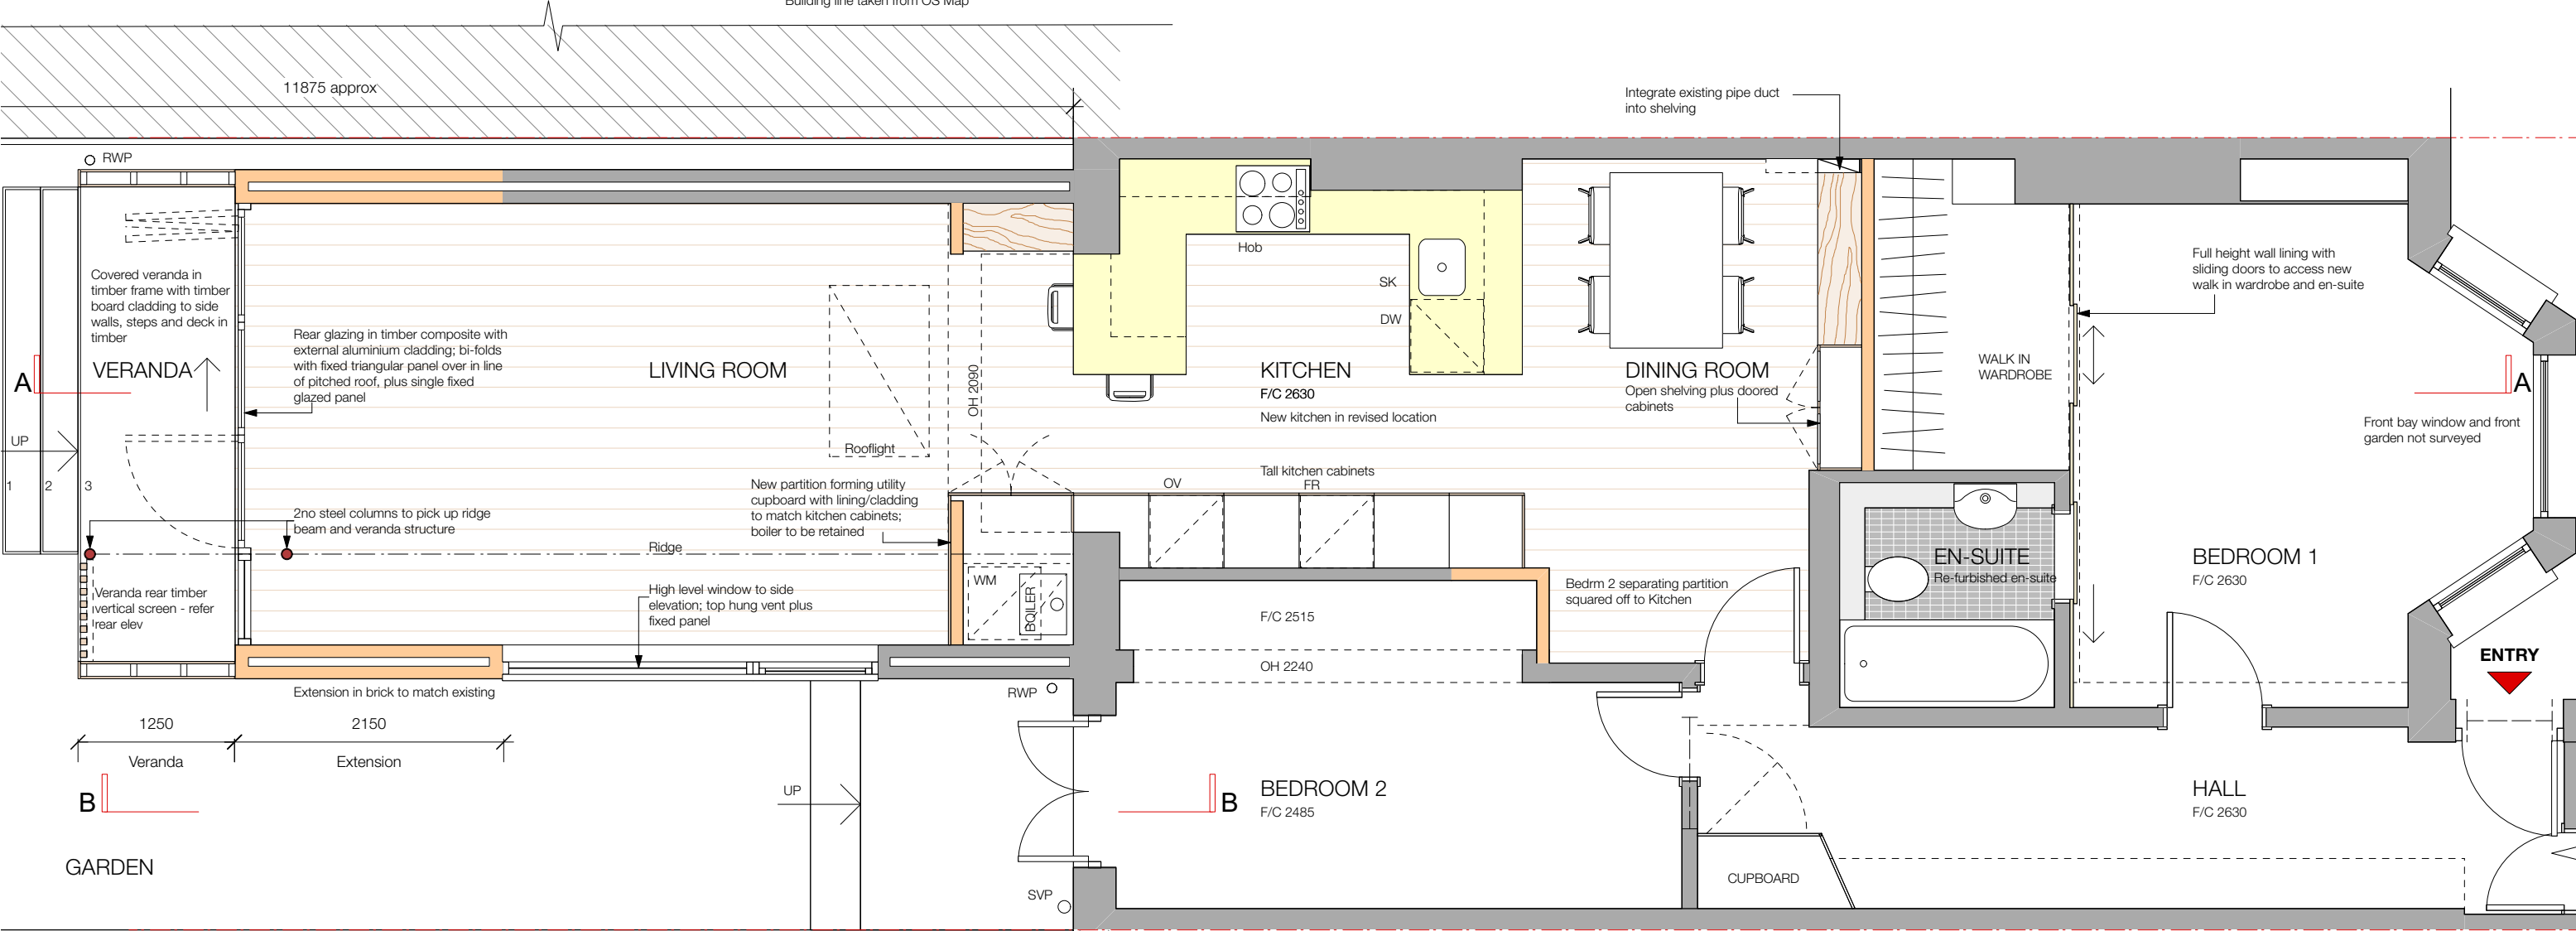 Building line taken from OS Map
11875 approx
Integrate existing pipe duct
into shelving
RWP
Hob
SK
DW
Covered veranda in
timber frame with timber
board cladding to side
walls, steps and deck in
timber
VERANDA
A
UP
1
2
3
Rear glazing in timber composite with
external aluminium cladding; bi-folds
with fixed triangular panel over in line
of pitched roof, plus single fixed
glazed panel
LIVING ROOM
Rooflight
OH 2090
KITCHEN
F/C 2630
New kitchen in revised location
DINING ROOM
Open shelving plus doored
cabinets
WALK IN
WARDROBE
Full height wall lining with
sliding doors to access new
walk in wardrobe and en-suite
A
Front bay window and front
garden not surveyed
Tall kitchen cabinets
OV
FR
New partition forming utility
cupboard with lining/cladding
to match kitchen cabinets;
boiler to be retained
2no steel columns to pick up ridge
beam and veranda structure
Ridge
Veranda rear timber
vertical screen - refer
rear elev
High level window to side
elevation; top hung vent plus
fixed panel
WM
BOILER
F/C 2515
OH 2240
Bedrm 2 separating partition
squared off to Kitchen
EN-SUITE
Re-furbished en-suite
BEDROOM 1
F/C 2630
ENTRY
Extension in brick to match existing
RWP
1250
2150
Veranda
Extension
B
UP
B
BEDROOM 2
F/C 2485
HALL
F/C 2630
GARDEN
SVP
CUPBOARD